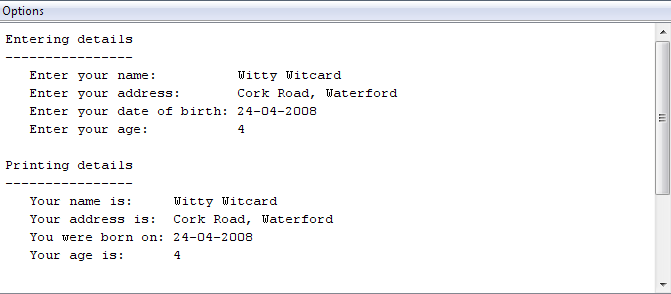 Options
Entering details
----------------
   Enter your name:          Witty Witcard
   Enter your address:       Cork Road, Waterford
   Enter your date of birth: 24-04-2008
   Enter your age:           4

Printing details
----------------
   Your name is:     Witty Witcard
   Your address is:  Cork Road, Waterford
   You were born on: 24-04-2008
   Your age is:      4